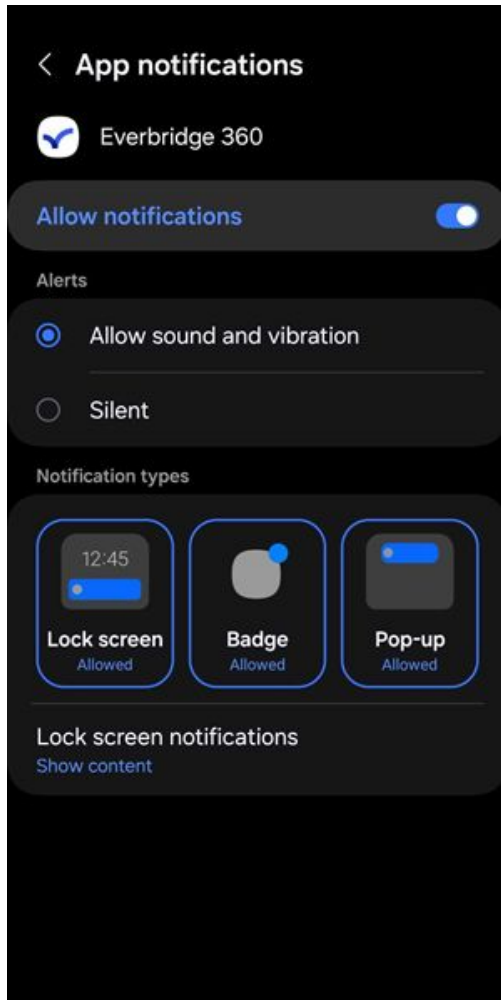 App notifications
Everbridge 360
Allow notifications
Alerts
Allow sound and vibration
Silent
Notification types
12:45
Lock screen
Allowed
Badge
Allowed
Pop-up
Allowed
Lock screen notifications
Show content